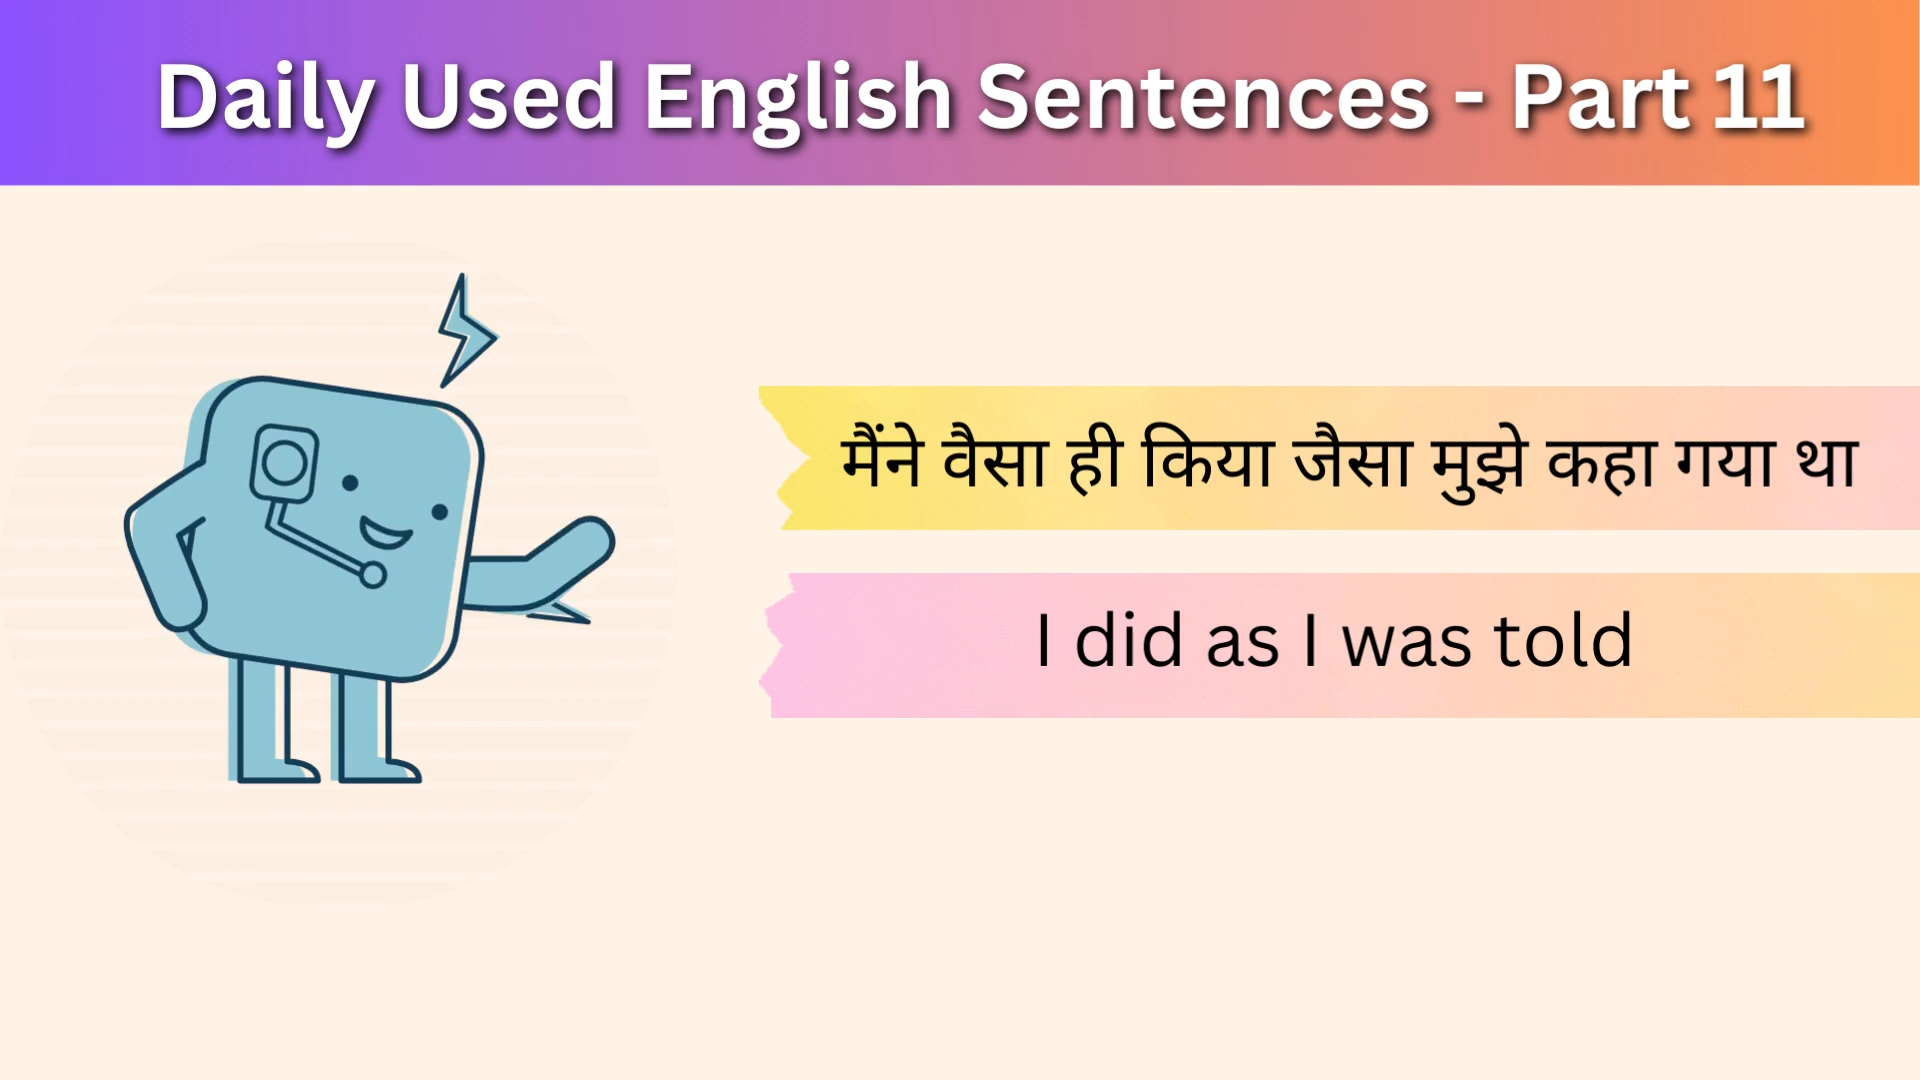 Daily Used English Sentences - Part 11
मैंने वैसा ही किया जैसा मुझे कहा गया था
I did as I was told